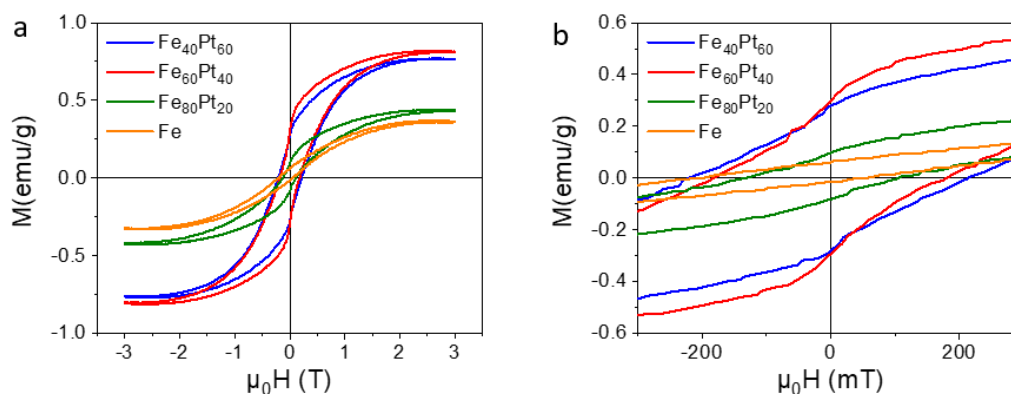 a
Fe₄₀Pt₆₀
Fe₆₀Pt₄₀
Fe₈₀Pt₂₀
Fe
M(emu/g)
1.0
0.5
0.0
-0.5
-1.0
-3 -2 -1 0 1 2 3
μ₀H (T)
b
Fe₄₀Pt₆₀
Fe₆₀Pt₄₀
Fe₈₀Pt₂₀
Fe
M(emu/g)
0.6
0.4
0.2
0.0
-0.2
-0.4
-0.6
-200 0 200
μ₀H (mT)